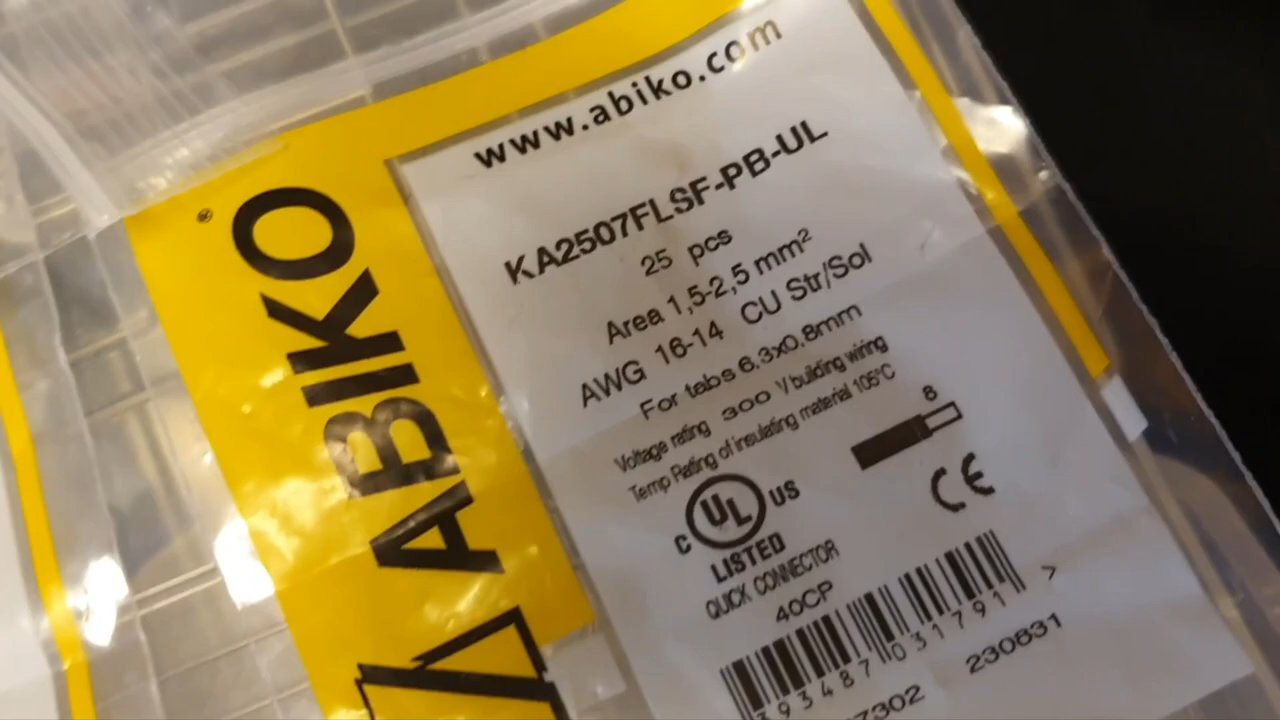 ABIKO®
www.abiko.com
KA2507FLSF-PB-UL
25 pcs
Area 1,5-2,5 mm²
AWG 16-14 CU Str/Sol
For tabs 6.3x0.8mm
Voltage rating 300 V building wiring
Temp Rating of insulating material 105°C
8
C UL US
LISTED
CE
QUICK CONNECTOR
40CP
393487031791 >
230831